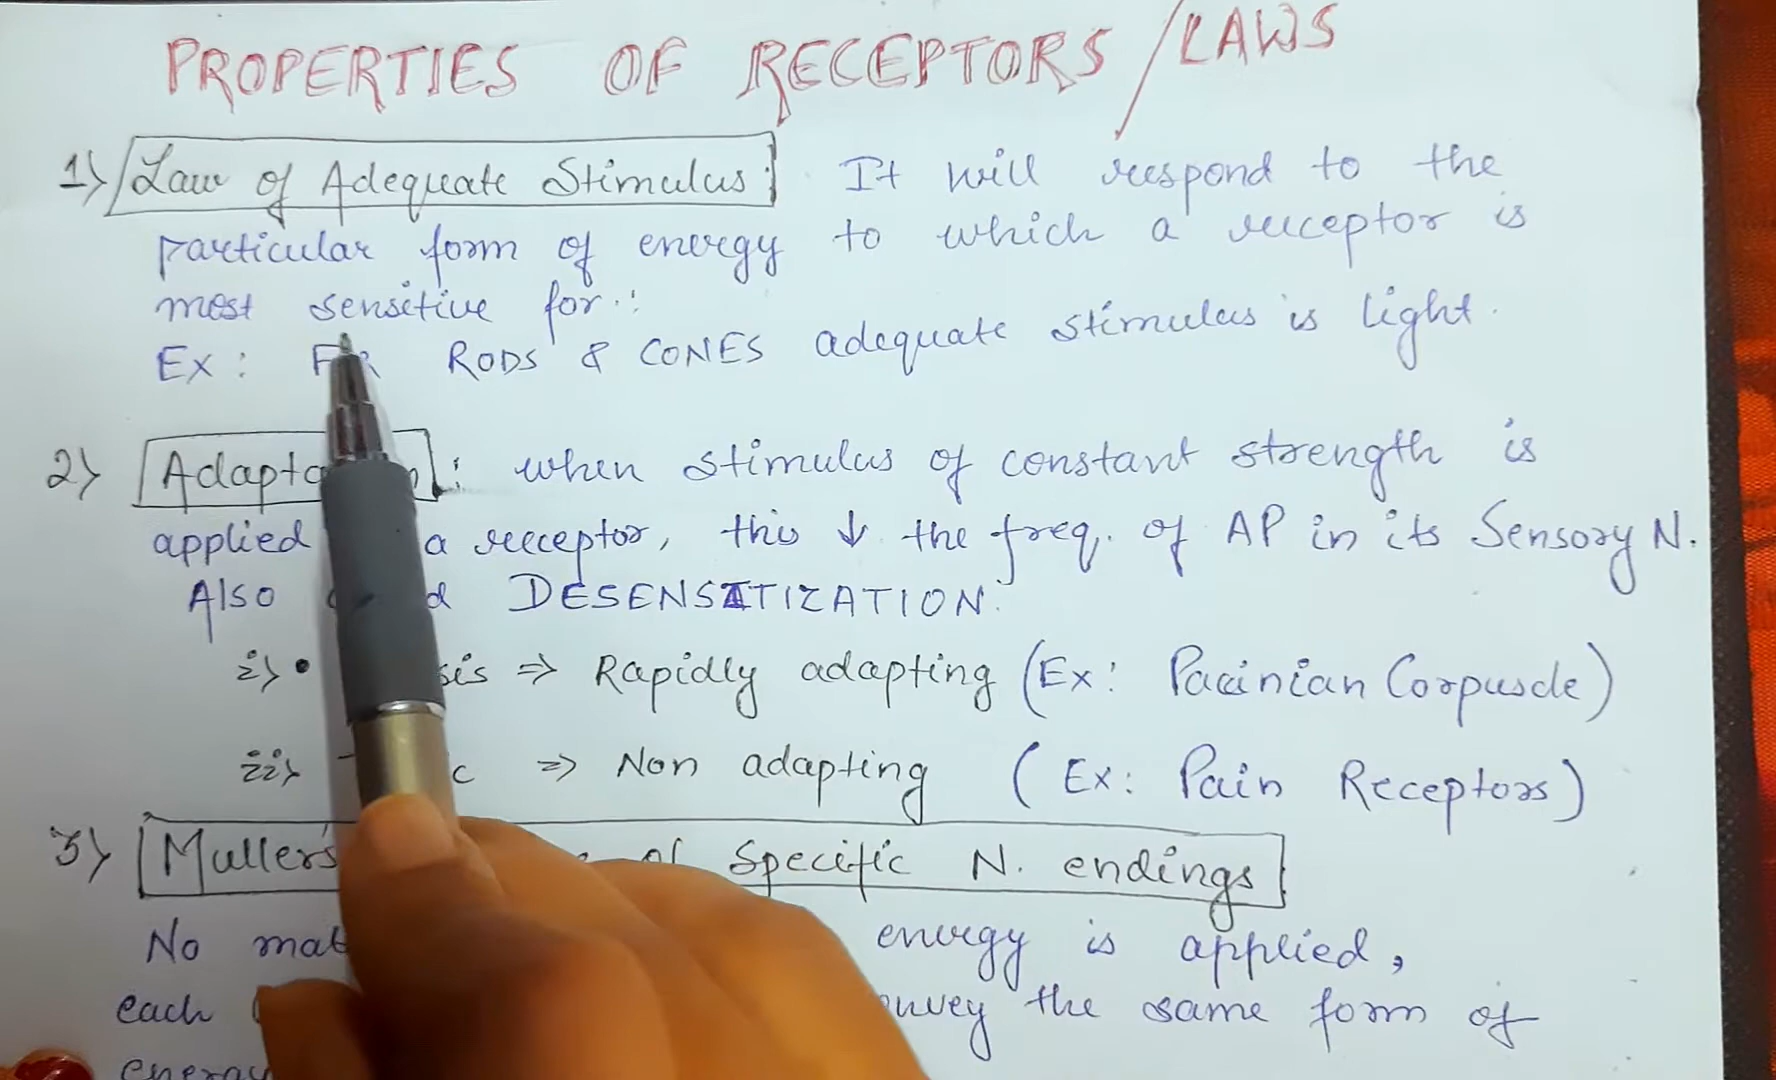 PROPERTIES OF RECEPTORS/LAWS
1) Law of Adequate Stimulus: It will respond to the
particular form of energy to which a receptor is
most sensitive for:
Ex: RODS & CONES adequate stimulus is light.
2) : when stimulus of constant strength is
applied a receptor, this ↓ the freq. of AP in its Sensory N.
Also DESENSITIZATION.
i) ⇒ Rapidly adapting (Ex: Pacinian Corpuscle)
ii) ⇒ Non adapting (Ex: Pain Receptors)
3) Muller's of Specific N. endings
No energy is applied,
each the same form of